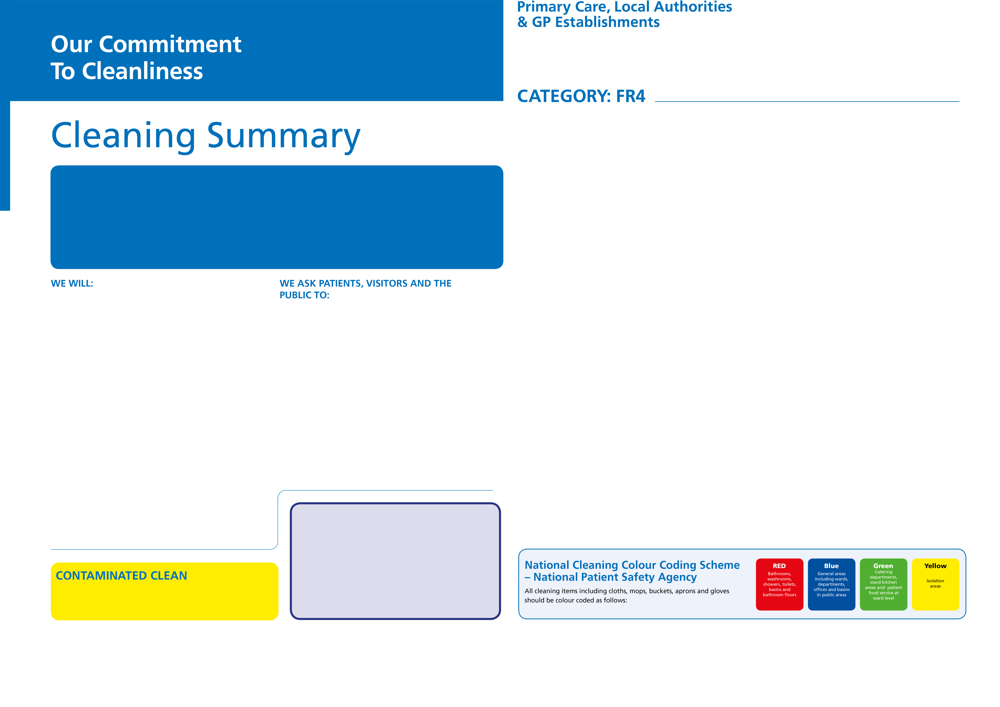 Our Commitment
To Cleanliness
Cleaning Summary
WE WILL:
WE ASK PATIENTS, VISITORS AND THE
PUBLIC TO:
CONTAMINATED CLEAN
Primary Care, Local Authorities
& GP Establishments
CATEGORY: FR4
National Cleaning Colour Coding Scheme
– National Patient Safety Agency
All cleaning items including cloths, mops, buckets, aprons and gloves
should be colour coded as follows:
RED
Bathrooms,
washrooms,
showers, toilets,
basins and
bathroom floors
Blue
General areas
including wards,
departments,
offices and basins
in public areas
Green
Catering
departments,
ward kitchen
areas and patient
food service at
ward level
Yellow
Isolation
areas